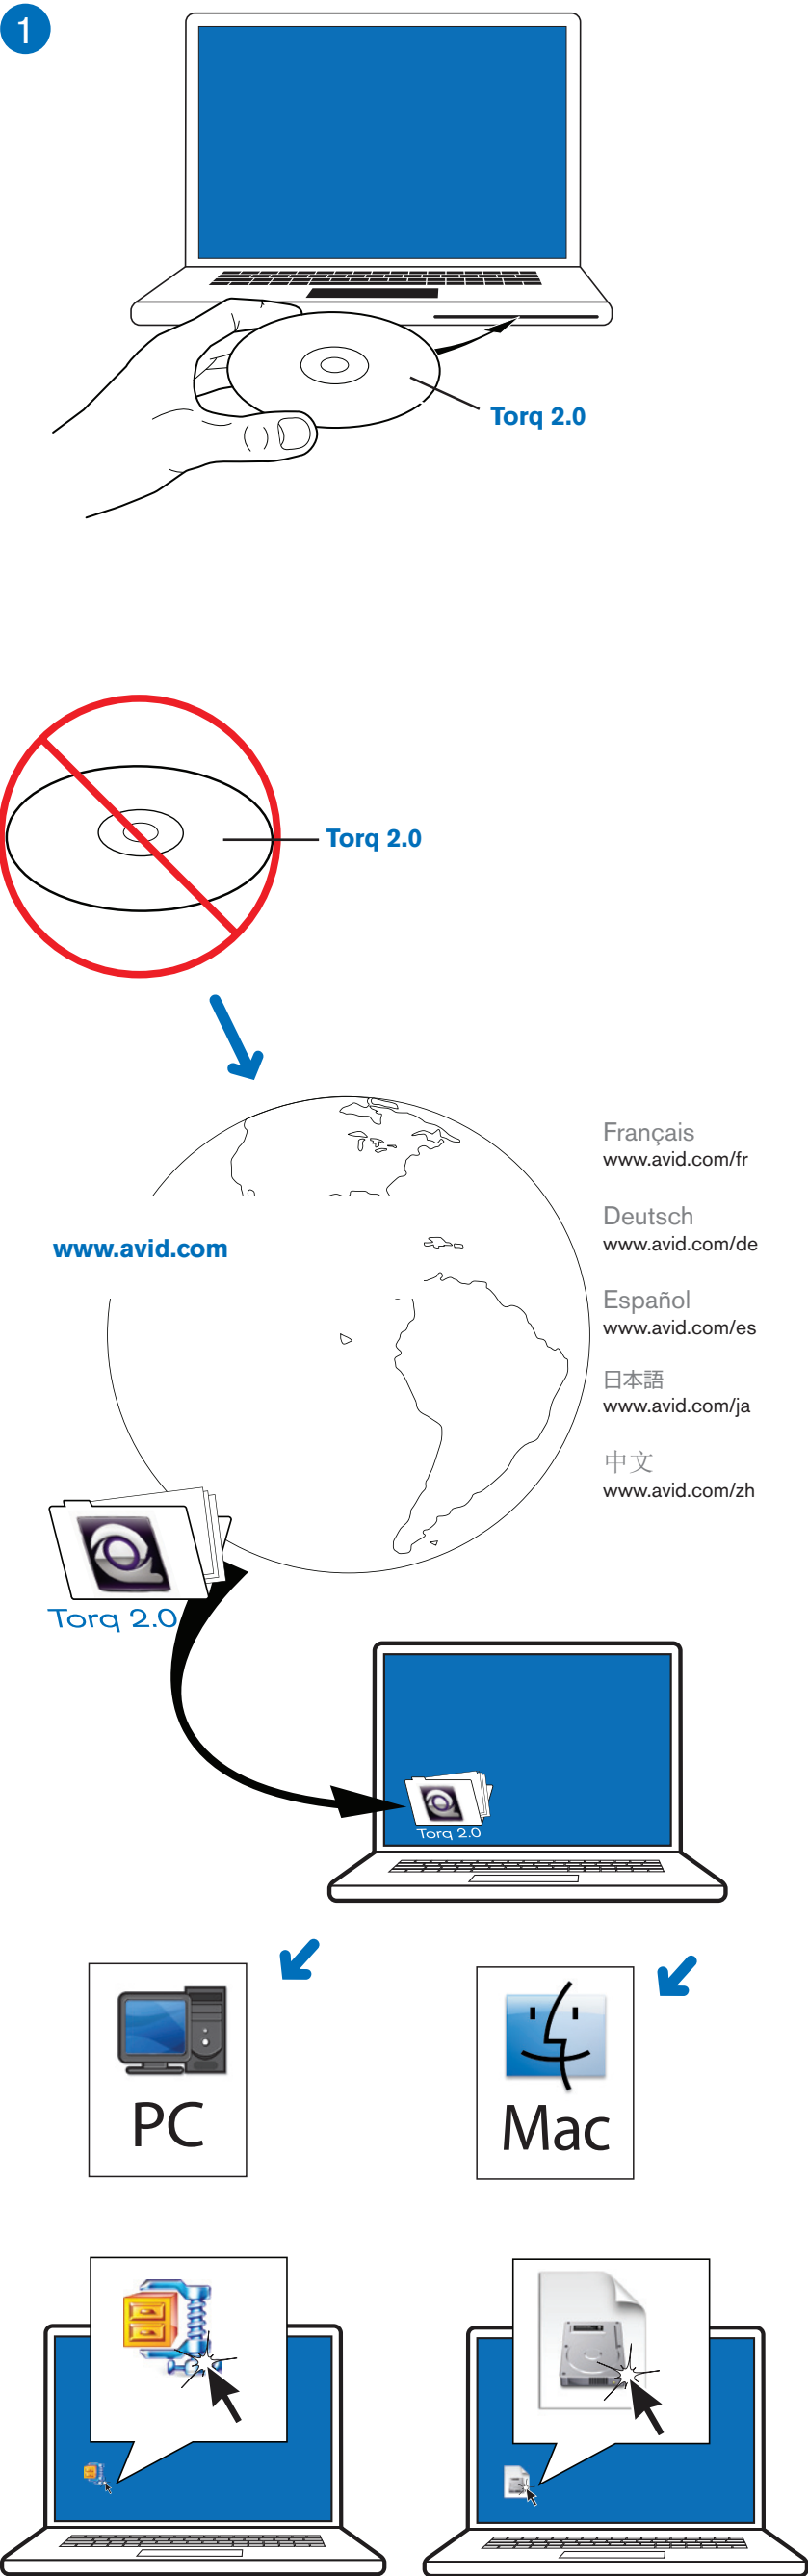 1
Torq 2.0
Torq 2.0
www.avid.com
Français
www.avid.com/fr
Deutsch
www.avid.com/de
Español
www.avid.com/es
日本語
www.avid.com/ja
中文
www.avid.com/zh
Torq 2.0
Torq 2.0
PC
Mac